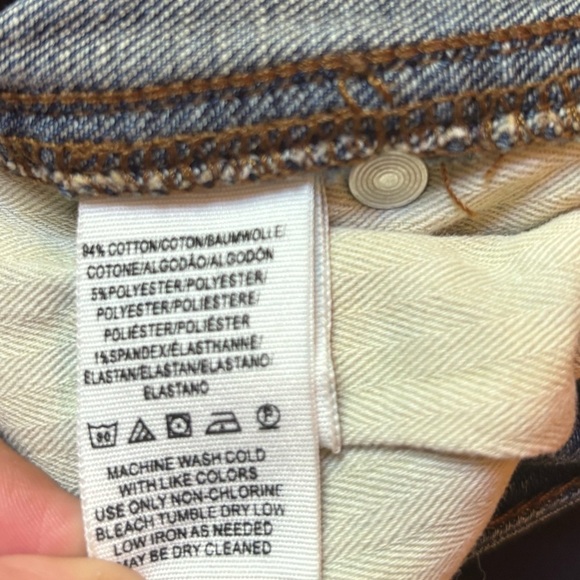 94% COTTON/COTON/BAUMWOLLE/
COTONE/ALGODÃO/ALGODÓN
5%POLYESTER/POLYESTER/
POLYESTER/POLIESTERE/
POLIÉSTER/POLIÉSTER
1%SPANDEX/ÉLASTHANNE/
ELASTAN/ELASTAN/ELASTANO/
ELASTANO
30 P
MACHINE WASH COLD
WITH LIKE COLORS
USE ONLY NON-CHLORINE
BLEACH TUMBLE DRY LOW
LOW IRON AS NEEDED
MAY BE DRY CLEANED